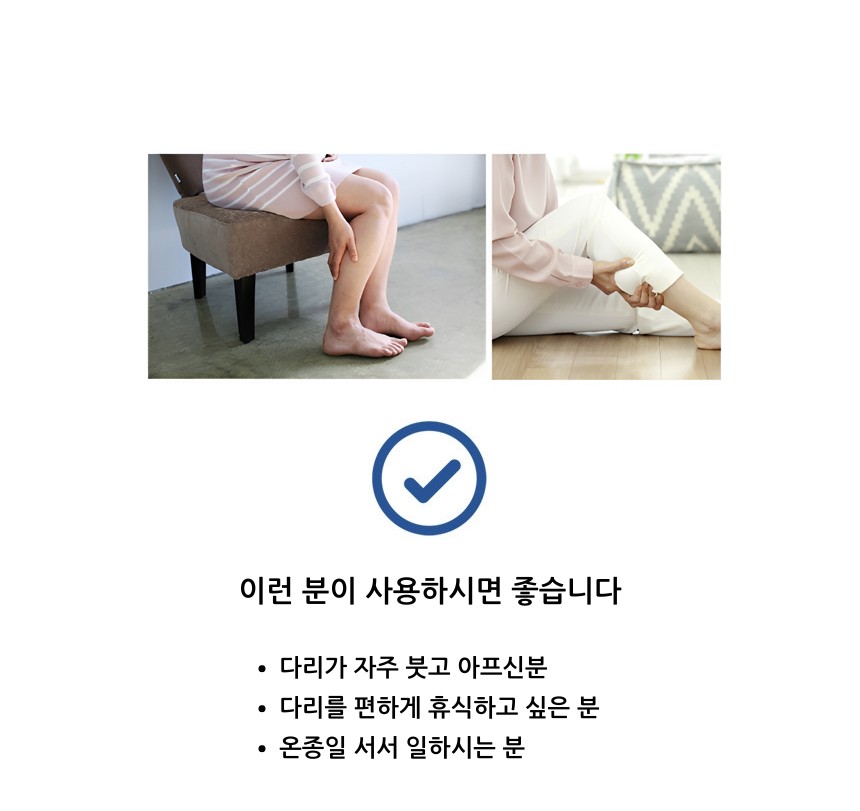 이런 분이 사용하시면 좋습니다
• 다리가 자주 붓고 아프신분
• 다리를 편하게 휴식하고 싶은 분
• 온종일 서서 일하시는 분